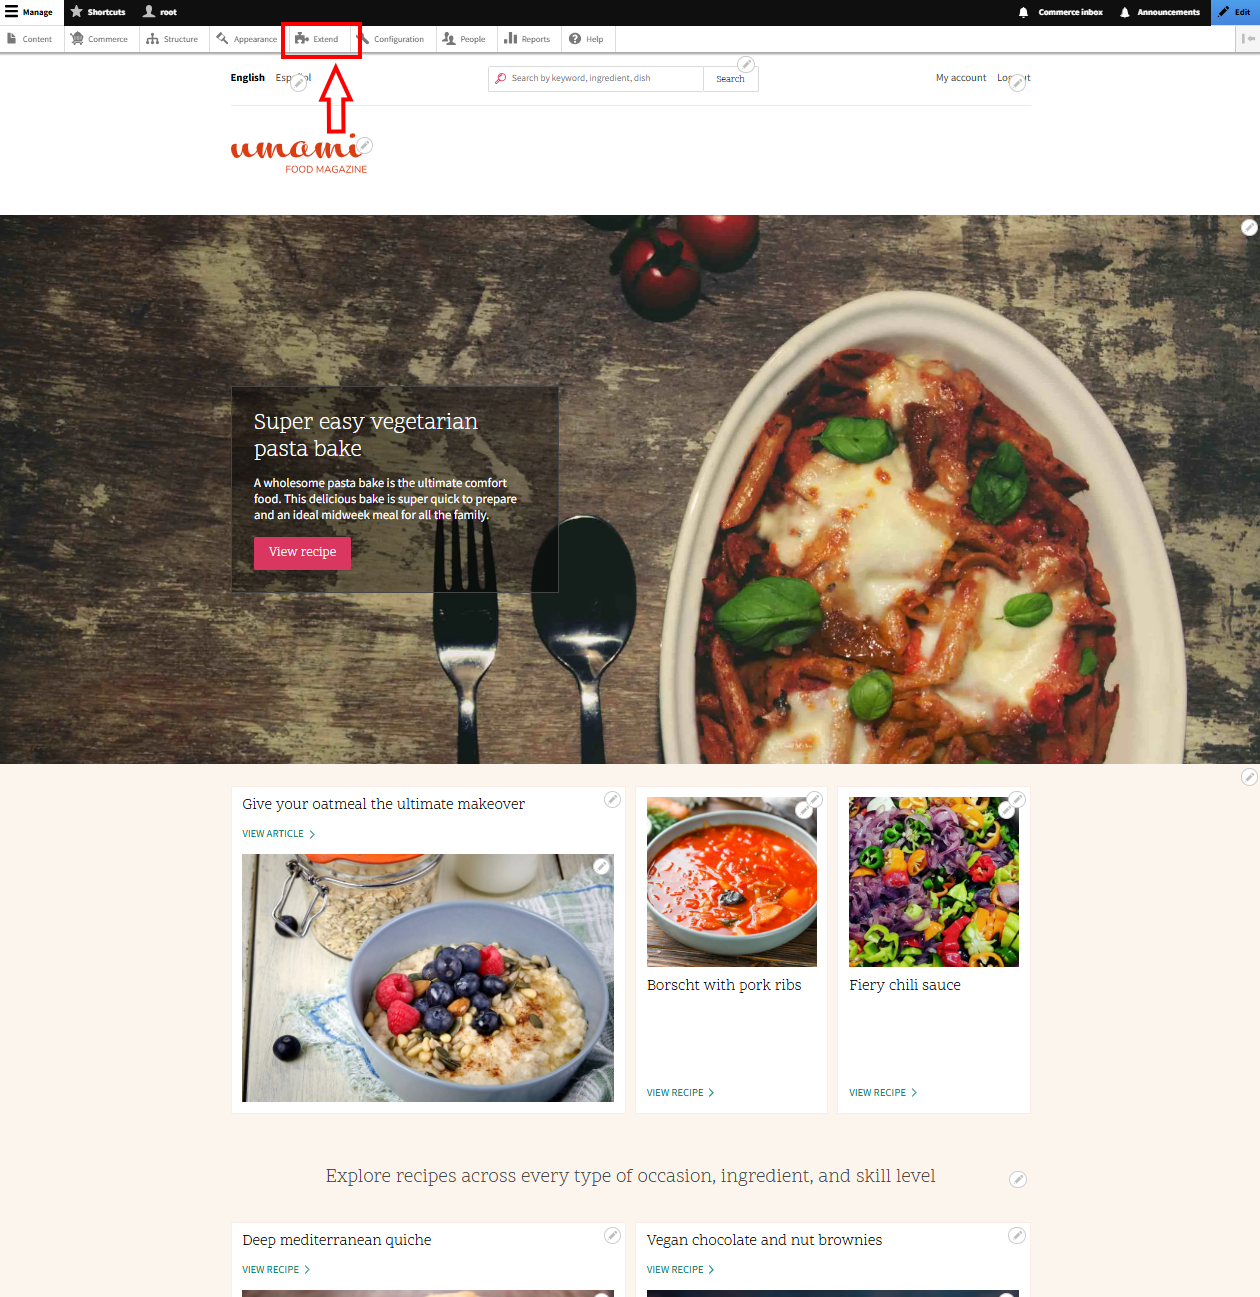 Manage Shortcuts root Commerce inbox Announcements Edit
Content Commerce Structure Appearance Extend Configuration People Reports Help
English Español Search by keyword, ingredient, dish Search My account
umami
FOOD MAGAZINE
Super easy vegetarian
pasta bake
A wholesome pasta bake is the ultimate comfort
food. This delicious bake is super quick to prepare
and an ideal midweek meal for all the family.
View recipe
Give your oatmeal the ultimate makeover
VIEW ARTICLE
Borscht with pork ribs
VIEW RECIPE
Fiery chili sauce
VIEW RECIPE
Explore recipes across every type of occasion, ingredient, and skill level
Deep mediterranean quiche
VIEW RECIPE
Vegan chocolate and nut brownies
VIEW RECIPE